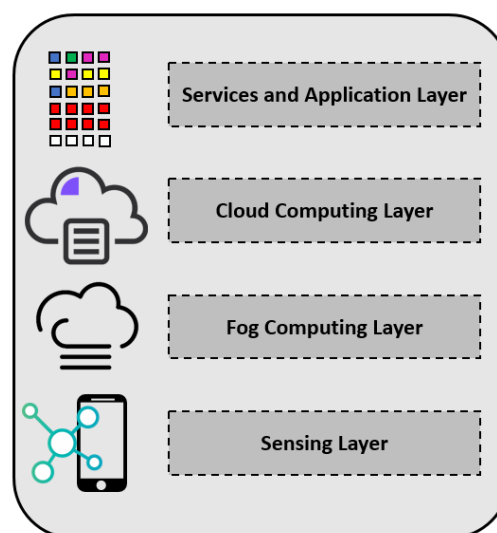 Services and Application Layer
Cloud Computing Layer
Fog Computing Layer
Sensing Layer